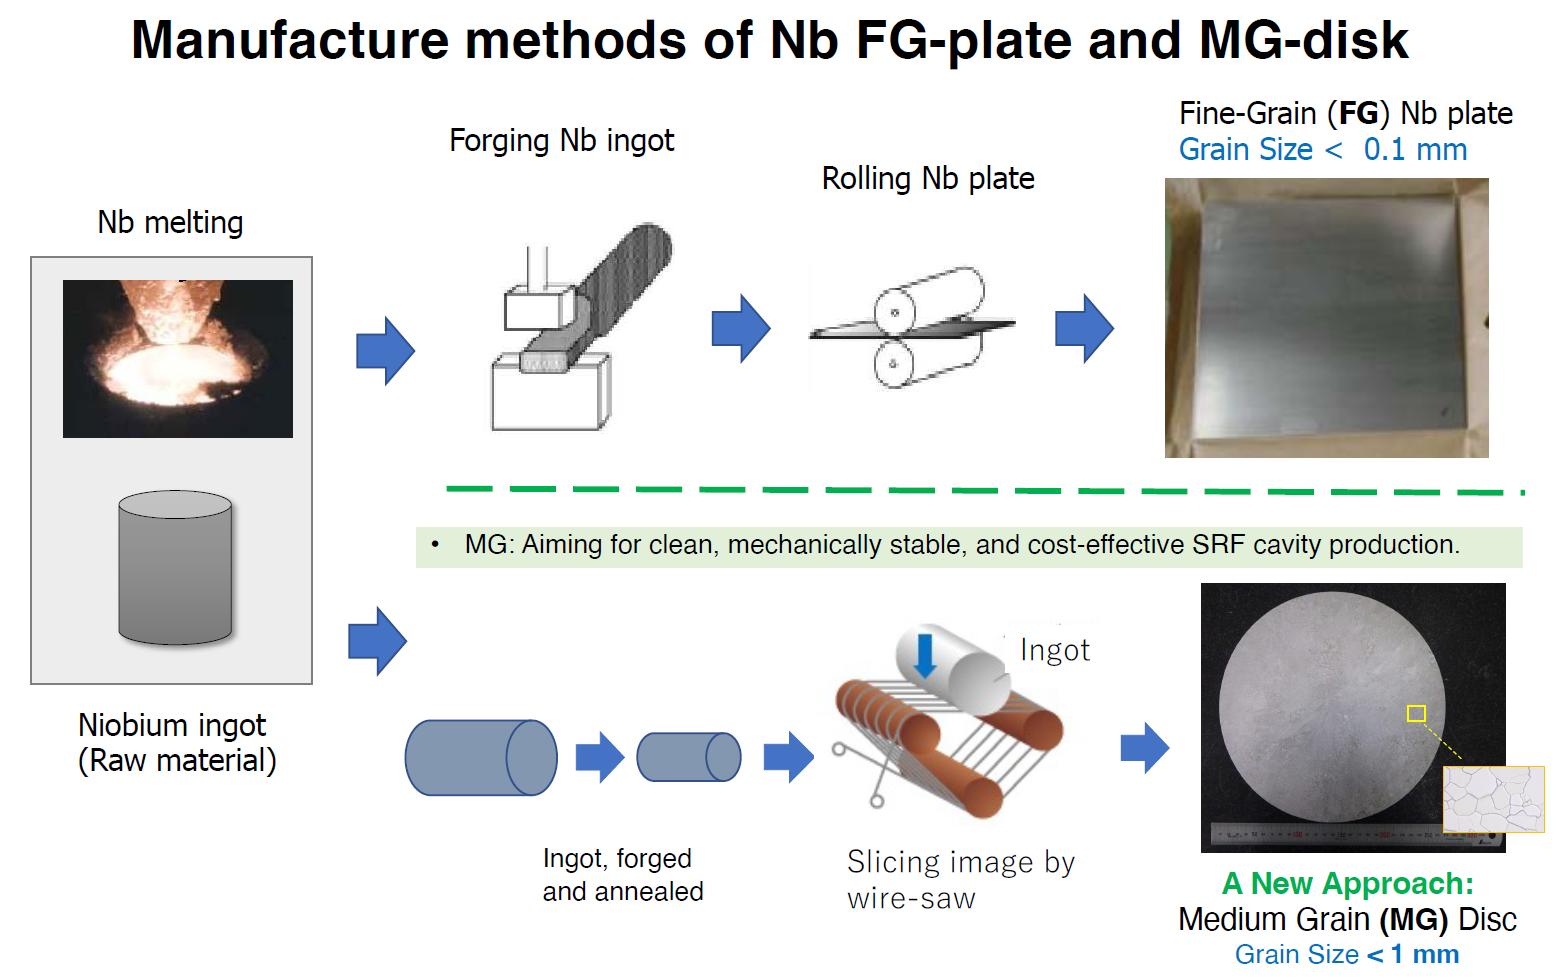 Manufacture methods of Nb FG-plate and MG-disk
Fine-Grain (FG) Nb plate
Grain Size < 0.1 mm
Forging Nb ingot
Rolling Nb plate
Nb melting
• MG: Aiming for clean, mechanically stable, and cost-effective SRF cavity production.
Ingot
Niobium ingot
(Raw material)
Ingot, forged
and annealed
Slicing image by
wire-saw
A New Approach:
Medium Grain (MG) Disc
Grain Size < 1 mm